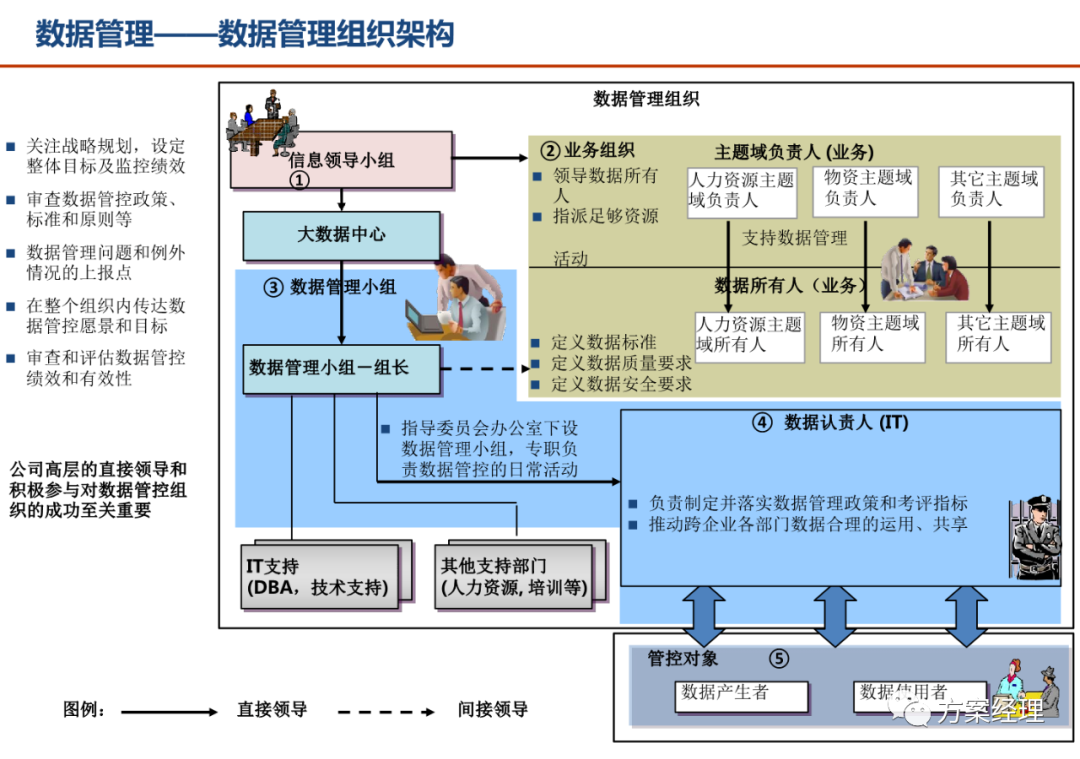 数据管理——数据管理组织架构
关注战略规划，设定
整体目标及监控绩效
审查数据管控政策、
标准和原则等
数据管理问题和例外
情况的上报点
在整个组织内传达数
据管控愿景和目标
审查和评估数据管控
绩效和有效性
公司高层的直接领导和
积极参与对数据管控组
织的成功至关重要
数据管理组织
信息领导小组
①
大数据中心
③ 数据管理小组
数据管理小组－组长
② 业务组织
领导数据所有
人
指派足够资源
活动
主题域负责人 (业务)
人力资源主题
域负责人
物资主题域
负责人
其它主题域
负责人
支持数据管理
数据所有人（业务）
人力资源主题
域所有人
物资主题域
所有人
其它主题域
所有人
定义数据标准
定义数据质量要求
定义数据安全要求
指导委员会办公室下设
数据管理小组，专职负
责数据管控的日常活动
④ 数据认责人 (IT)
负责制定并落实数据管理政策和考评指标
推动跨企业各部门数据合理的运用、共享
IT支持
(DBA，技术支持)
其他支持部门
(人力资源, 培训等)
管控对象 ⑤
数据产生者
数据使用者
方案经理
图例： 直接领导 间接领导